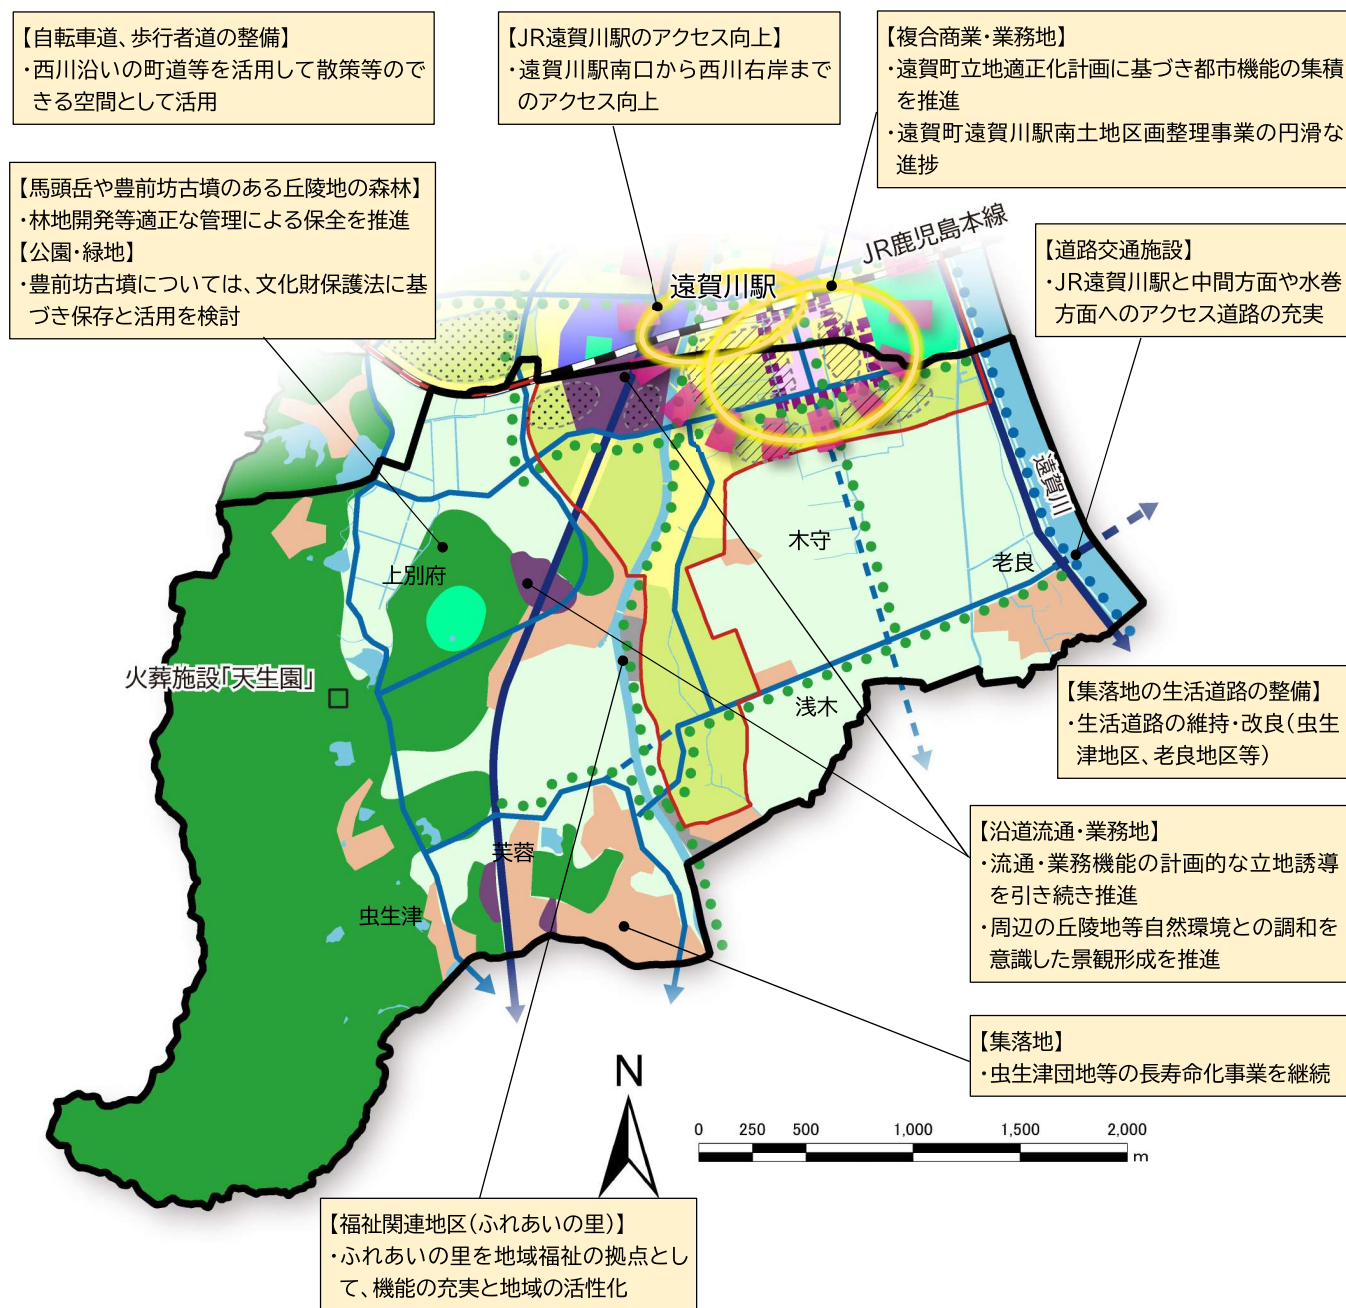 【自転車道、歩行者道の整備】
・西川沿いの町道等を活用して散策等ので
きる空間として活用
【JR遠賀川駅のアクセス向上】
・遠賀川駅南口から西川右岸まで
のアクセス向上
【複合商業・業務地】
・遠賀町立地適正化計画に基づき都市機能の集積
を推進
・遠賀町遠賀川駅南土地区画整理事業の円滑な
進捗
【馬頭岳や豊前坊古墳のある丘陵地の森林】
・林地開発等適正な管理による保全を推進
【公園・緑地】
・豊前坊古墳については、文化財保護法に基
づき保存と活用を検討
JR鹿児島本線
遠賀川駅
【道路交通施設】
・JR遠賀川駅と中間方面や水巻
方面へのアクセス道路の充実
遠賀川
木守
老良
上別府
火葬施設「天生園」
浅木
【集落地の生活道路の整備】
・生活道路の維持・改良（虫生
津地区、老良地区等）
【沿道流通・業務地】
・流通・業務機能の計画的な立地誘導
を引き続き推進
・周辺の丘陵地等自然環境との調和を
意識した景観形成を推進
芙蓉
虫生津
【集落地】
・虫生津団地等の長寿命化事業を継続
N
0 250 500 1,000 1,500 2,000
m
【福祉関連地区（ふれあいの里）】
・ふれあいの里を地域福祉の拠点とし
て、機能の充実と地域の活性化